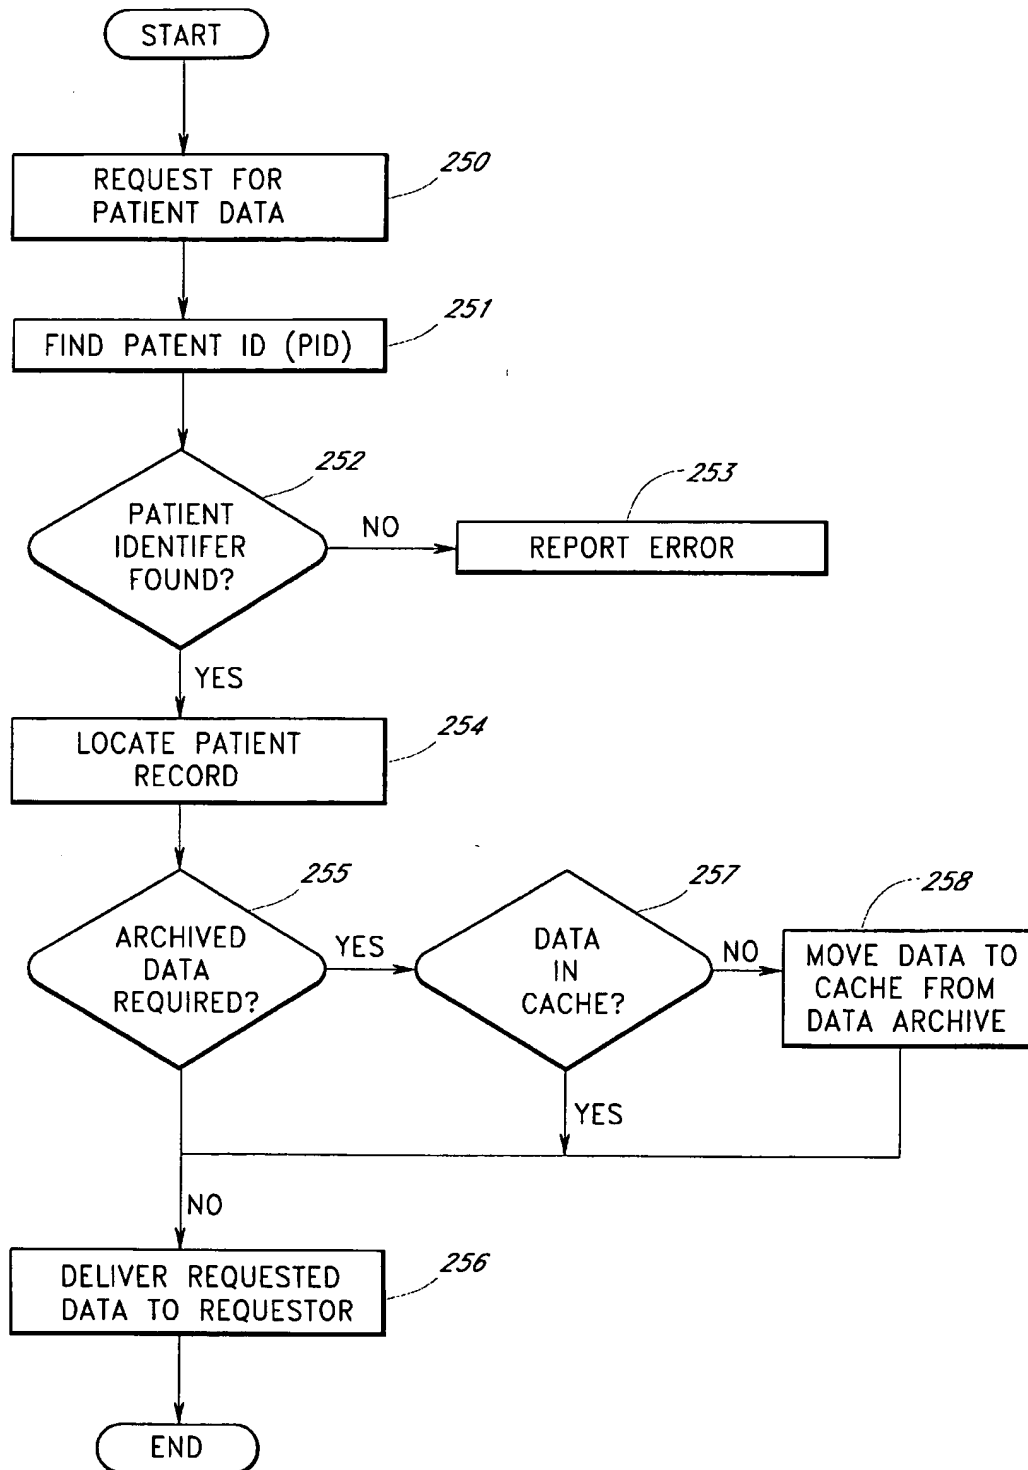 START
250
REQUEST FOR
PATIENT DATA
251
FIND PATENT ID (PID)
252
PATIENT
IDENTIFER
FOUND?
NO
253
REPORT ERROR
YES
254
LOCATE PATIENT
RECORD
255
ARCHIVED
DATA
REQUIRED?
YES
257
DATA
IN
CACHE?
NO
258
MOVE DATA TO
CACHE FROM
DATA ARCHIVE
YES
NO
256
DELIVER REQUESTED
DATA TO REQUESTOR
END